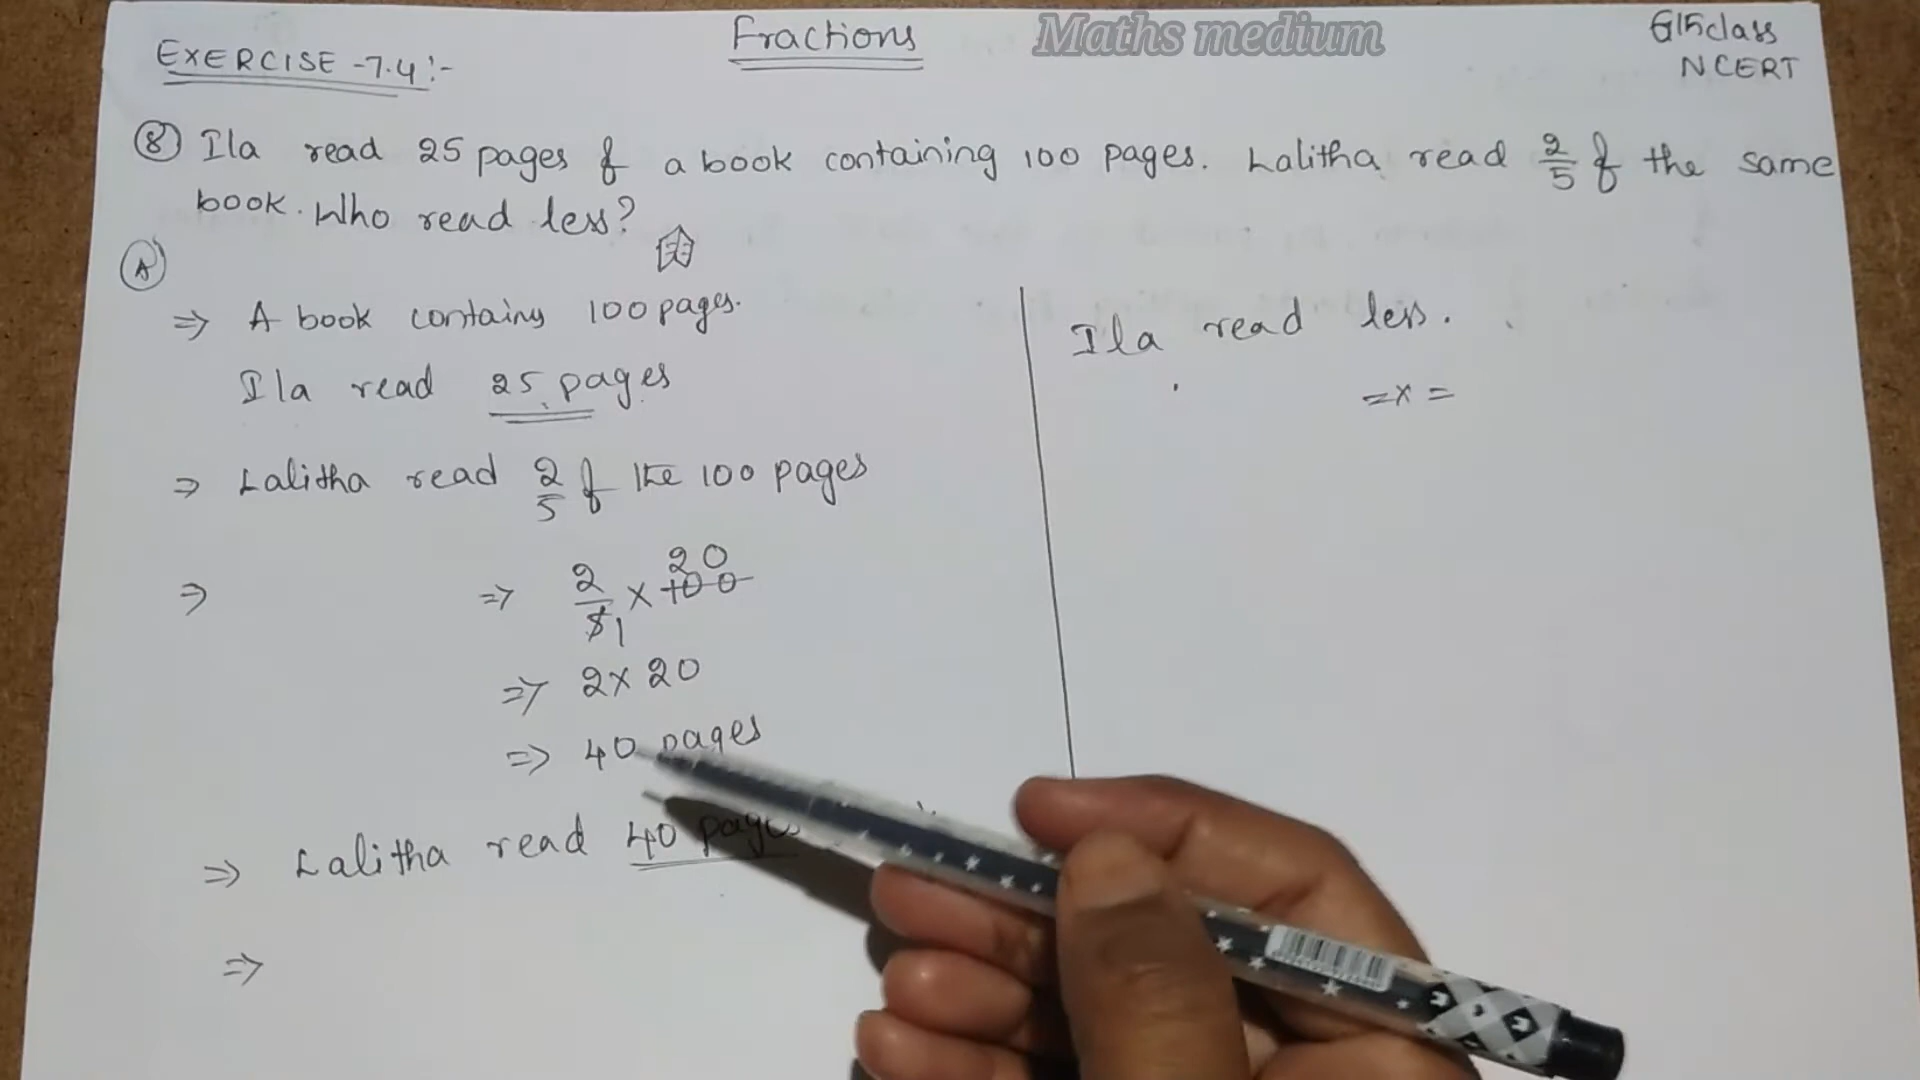 Fractions
Maths medium
6th class
NCERT
EXERCISE -7.4:-
8 Ila read 25 pages of a book containing 100 pages. Lalitha read 2/5 of the same
book. Who read less?
A
⇒ A book contains 100 pages.
Ila read 25 pages
⇒ Lalitha read 2/5 of the 100 pages
⇒ ⇒ 2/5 1 × 100 20
⇒ 2 × 20
⇒ 40 pages
⇒ Lalitha read 40 pages
⇒
Ila read less.
=x=